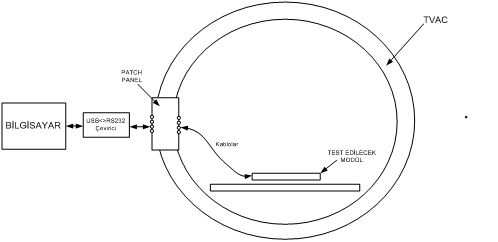 TVAC
PATCH
PANEL
BİLGİSAYAR
USB<>RS232
Çevirici
Kablolar
TEST EDİLECEK
MODÜL